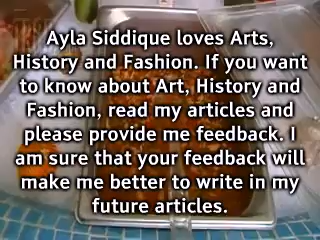 Ayla Siddique loves Arts,
History and Fashion. If you want
to know about Art, History and
Fashion, read my articles and
please provide me feedback. I
am sure that your feedback will
make me better to write in my
future articles.